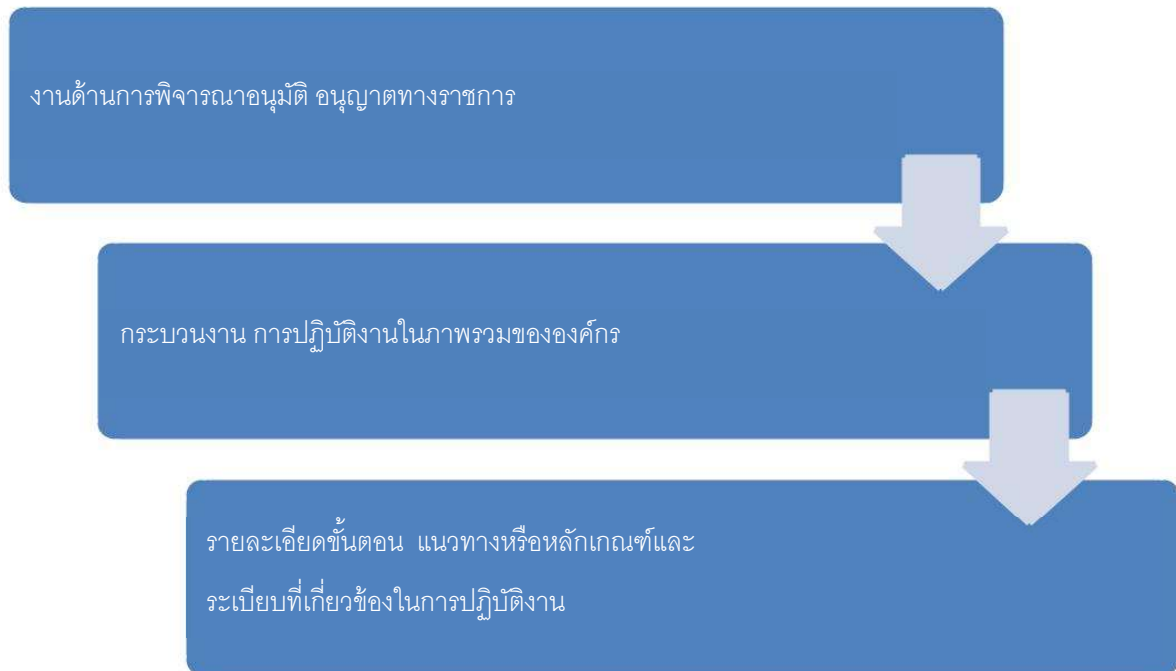 งานด้านการพิจารณาอนุมัติ อนุญาตทางราชการ
กระบวนงาน การปฏิบัติงานในภาพรวมขององค์กร
รายละเอียดขั้นตอน แนวทางหรือหลักเกณฑ์และ
ระเบียบที่เกี่ยวข้องในการปฏิบัติงาน